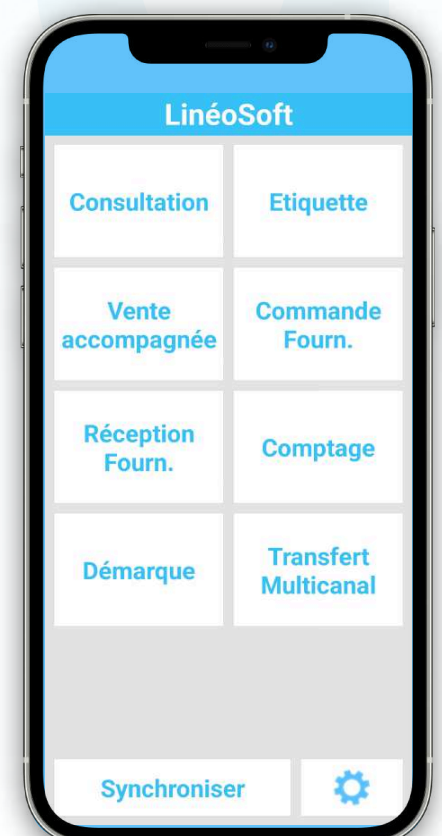 LinéoSoft
Consultation
Etiquette
Vente
accompagnée
Commande
Fourn.
Réception
Fourn.
Comptage
Démarque
Transfert
Multicanal
Synchroniser